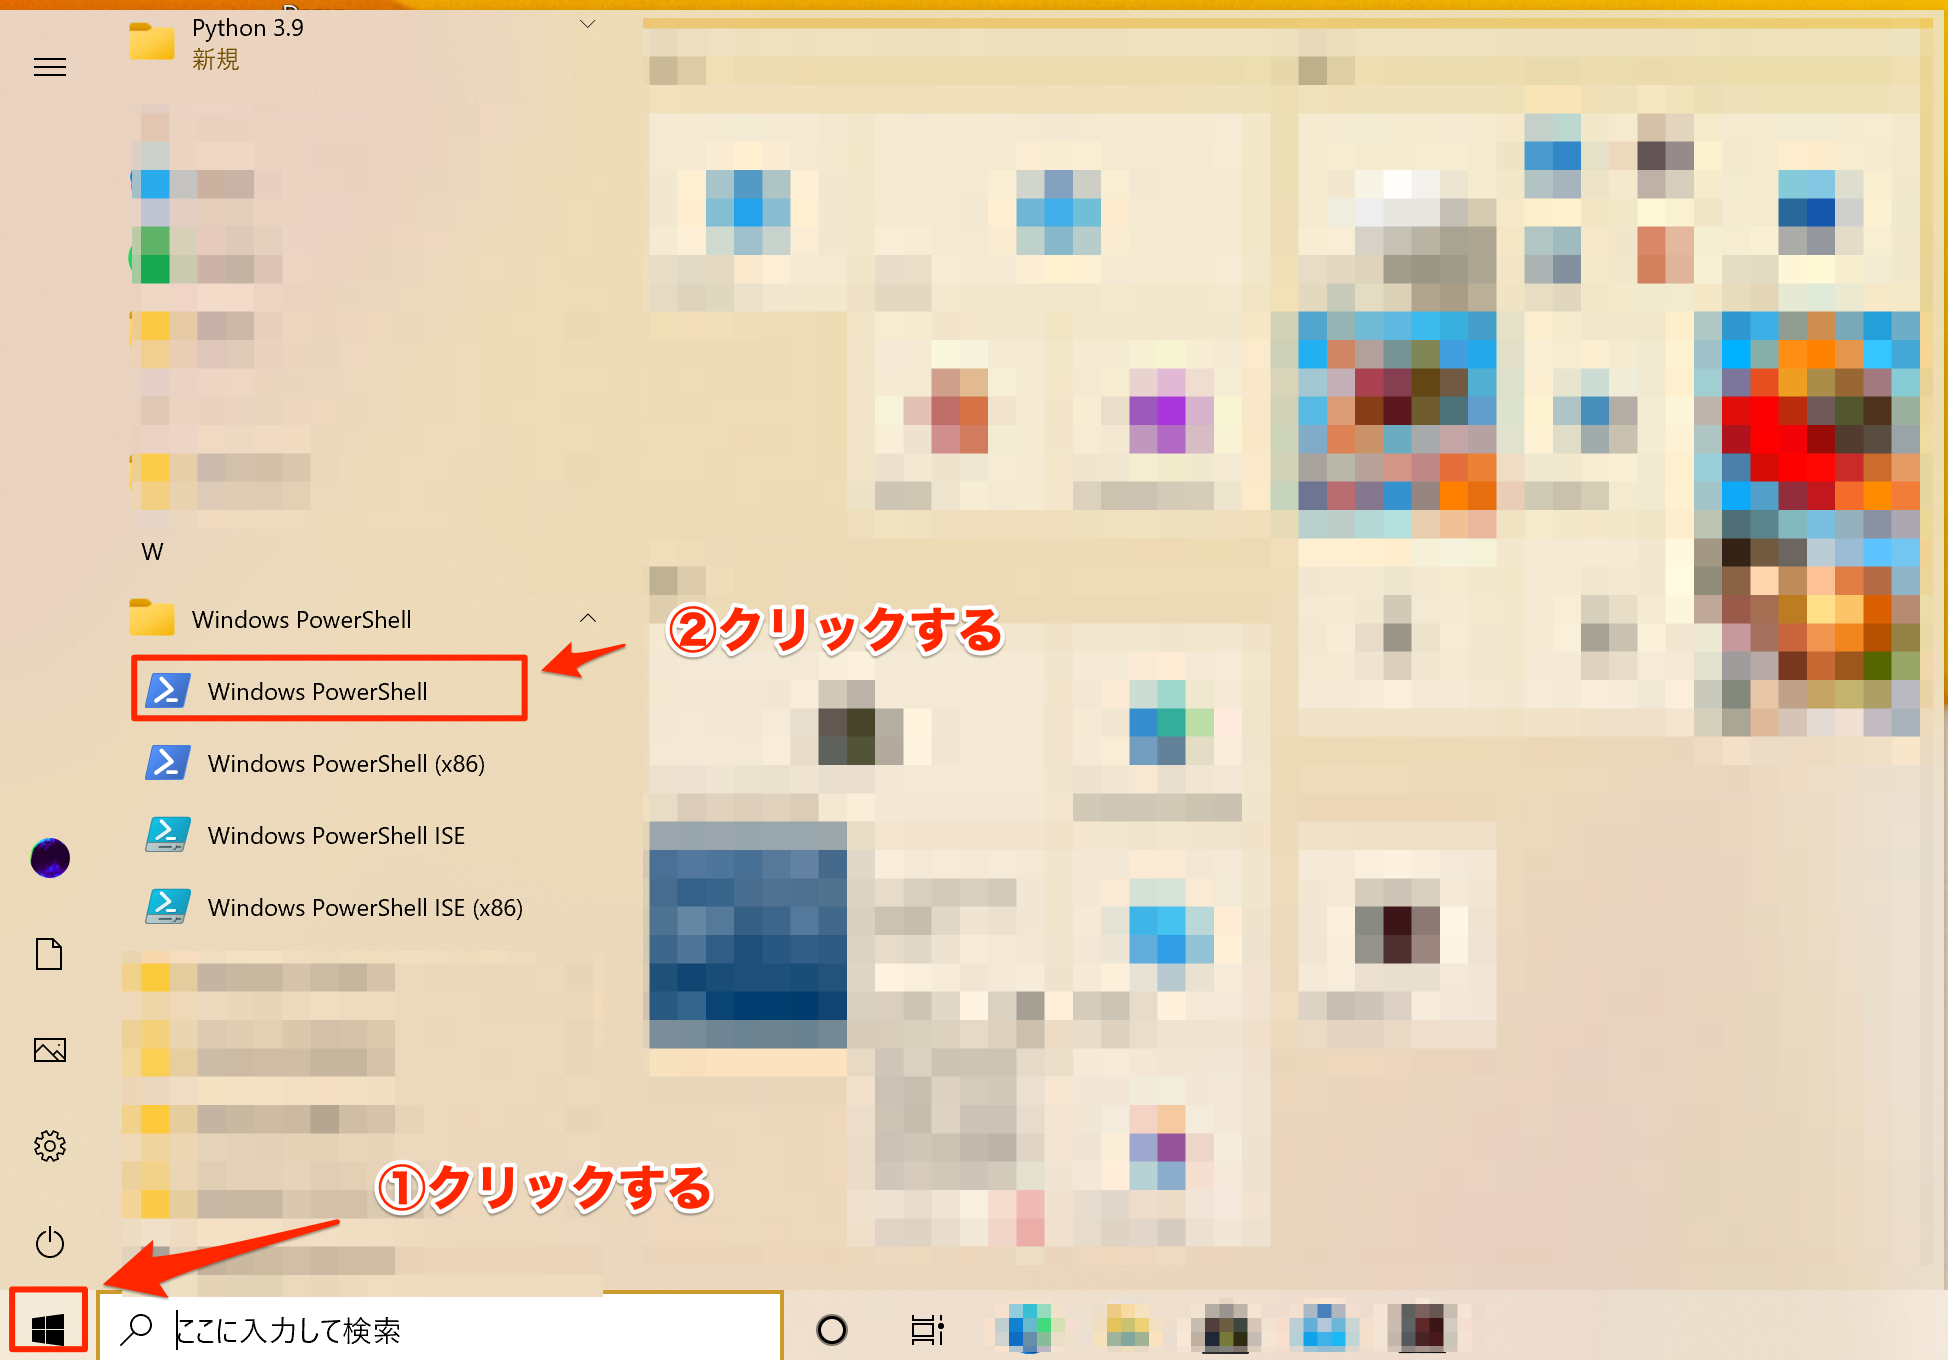 Python 3.9
新規
W
Windows PowerShell
②クリックする
Windows PowerShell
Windows PowerShell (x86)
Windows PowerShell ISE
Windows PowerShell ISE (x86)
①クリックする
ここに入力して検索